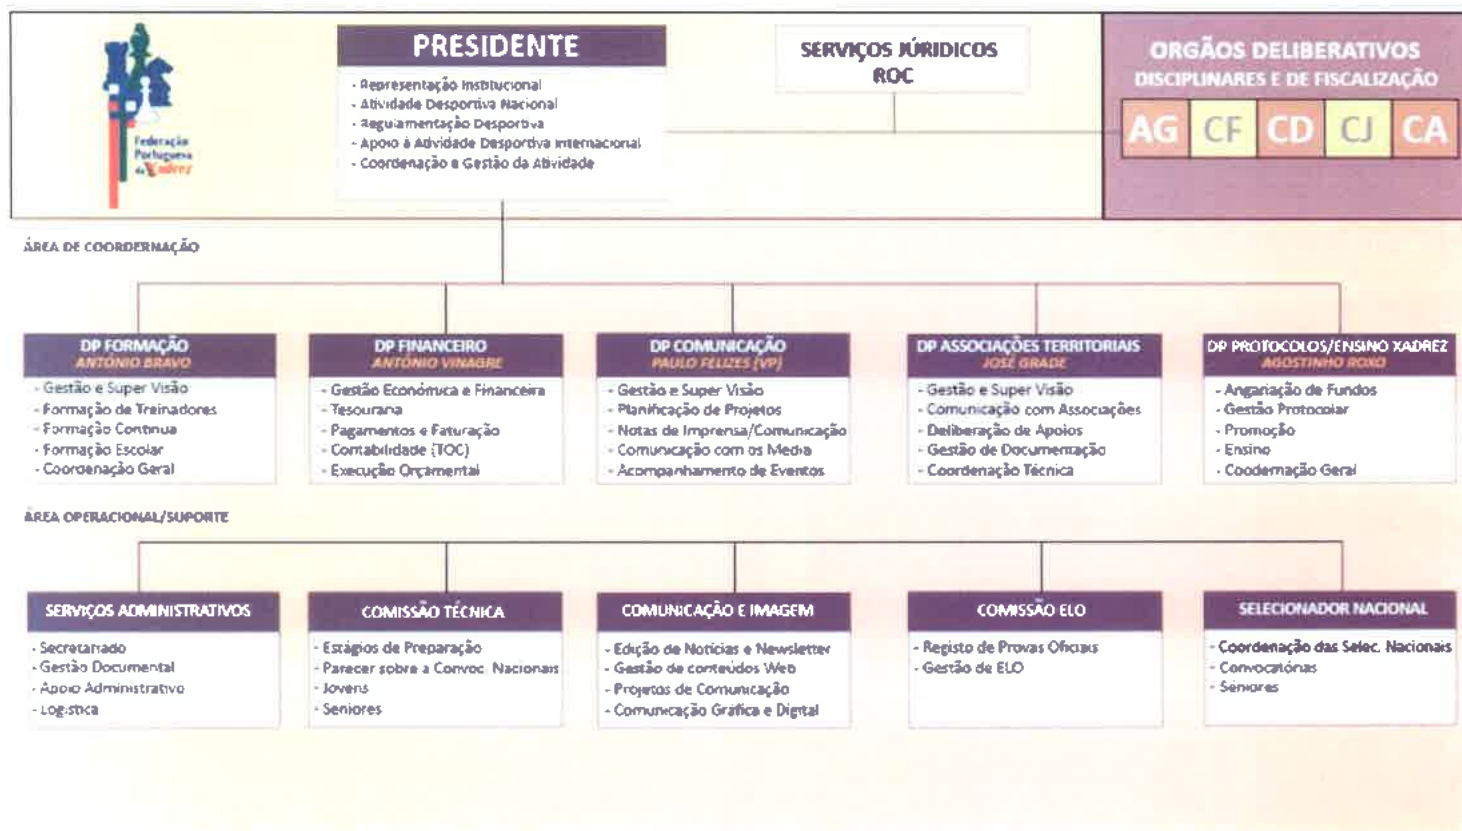 Federação
Portuguesa
de Xadrez
PRESIDENTE
- Representação Institucional
- Atividade Desportiva Nacional
- Regulamentação Desportiva
- Apoio à Atividade Desportiva Internacional
- Coordenação e Gestão da Atividade
SERVIÇOS JÚRIDICOS
ROC
ORGÃOS DELIBERATIVOS
DISCIPLINARES E DE FISCALIZAÇÃO
AG CF CD CJ CA
ÁREA DE COORDERNAÇÃO
DP FORMAÇÃO
ANTÓNIO BRAVO
- Gestão e Super Visão
- Formação de Treinadores
- Formação Continua
- Formação Escolar
- Coordenação Geral
DP FINANCEIRO
ANTÓNIO VINAGRE
- Gestão Económica e Financeira
- Tesouraria
- Pagamentos e Faturação
- Contabilidade (TOC)
- Execução Orçamental
DP COMUNICAÇÃO
PAULO FELIZES (VP)
- Gestão e Super Visão
- Planificação de Projetos
- Notas de Imprensa/Comunicação
- Comunicação com os Media
- Acompanhamento de Eventos
DP ASSOCIAÇÕES TERRITORIAIS
JOSÉ GRADE
- Gestão e Super Visão
- Comunicação com Associações
- Deliberação de Apoios
- Gestão de Documentação
- Coordenação Técnica
DP PROTOCOLOS/ENSINO XADREZ
AGOSTINHO ROXO
- Angariação de Fundos
- Gestão Protocolar
- Promoção
- Ensino
- Coodernação Geral
ÁREA OPERACIONAL/SUPORTE
SERVIÇOS ADMINISTRATIVOS
- Secretariado
- Gestão Documental
- Apoio Administrativo
- Logística
COMISSÃO TÉCNICA
- Estágios de Preparação
- Parecer sobre a Convoc. Nacionais
- Jovens
- Seniores
COMUNICAÇÃO E IMAGEM
- Edição de Notícias e Newsletter
- Gestão de conteúdos Web
- Projetos de Comunicação
- Comunicação Gráfica e Digital
COMISSÃO ELO
- Registo de Provas Oficiais
- Gestão de ELO
SELECIONADOR NACIONAL
- Coordenação das Selec. Nacionais
- Convocatórias
- Séniores